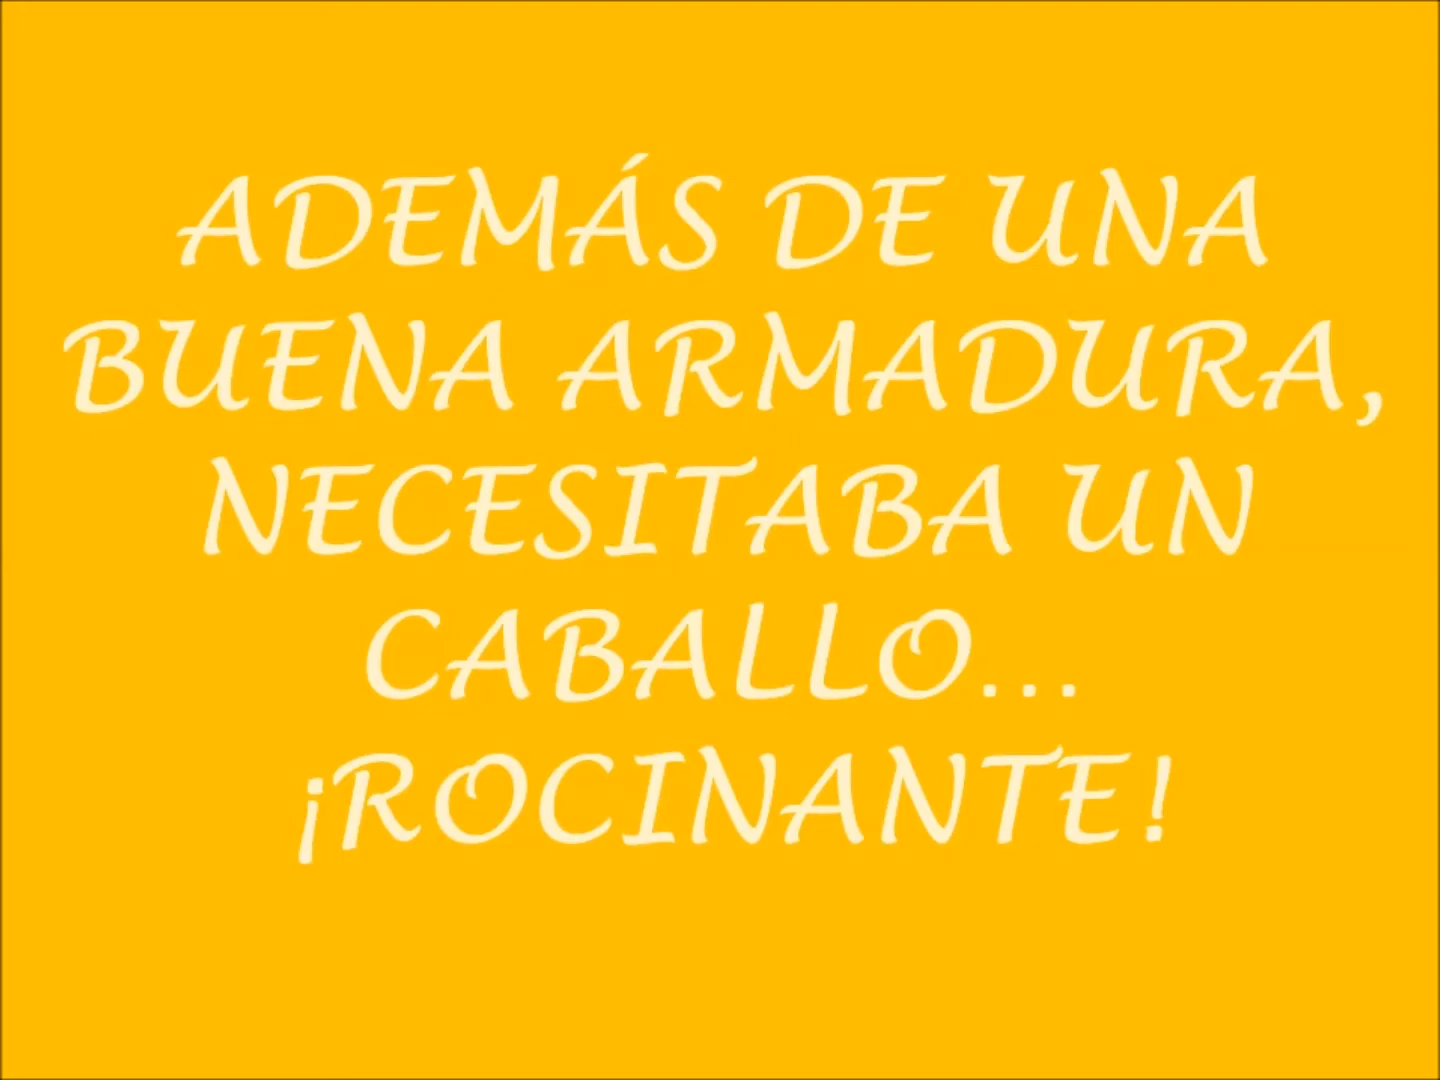 ADEMÁS DE UNA
BUENA ARMADURA,
NECESITABA UN
CABALLO...
¡ROCINANTE!